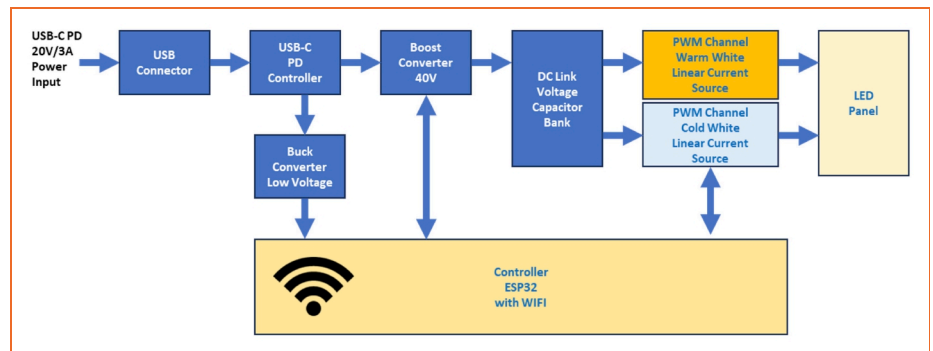 USB-C PD
20V/3A
Power
Input
USB
Connector
USB-C
PD
Controller
Boost
Converter
40V
DC Link
Voltage
Capacitor
Bank
PWM Channel
Warm White
Linear Current
Source
PWM Channel
Cold White
Linear Current
Source
LED
Panel
Buck
Converter
Low Voltage
Controller
ESP32
with WIFI